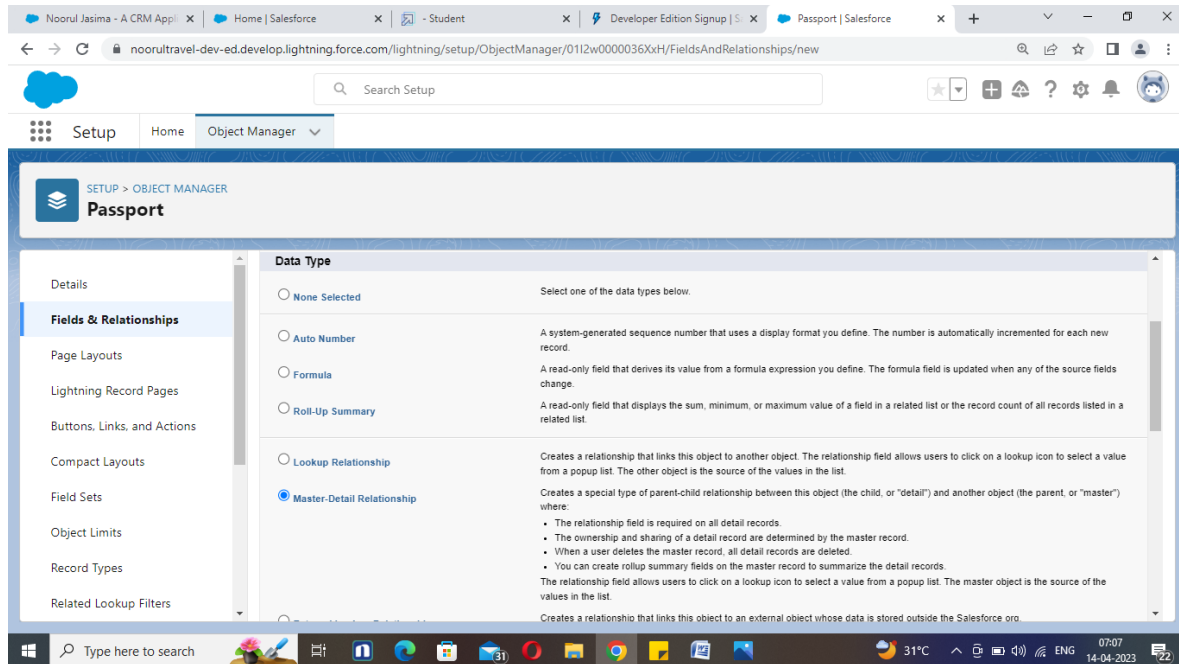 Noorul Jasima - A CRM Appli
Home | Salesforce
- Student
Developer Edition Signup | S
Passport | Salesforce
noorultravel-dev-ed.develop.lightning.force.com/lightning/setup/ObjectManager/01I2w0000036XxH/FieldsAndRelationships/new
Search Setup
Setup
Home
Object Manager
SETUP > OBJECT MANAGER
Passport
Details
Fields & Relationships
Page Layouts
Lightning Record Pages
Buttons, Links, and Actions
Compact Layouts
Field Sets
Object Limits
Record Types
Related Lookup Filters
Data Type
None Selected
Select one of the data types below.
Auto Number
A system-generated sequence number that uses a display format you define. The number is automatically incremented for each new
record.
Formula
A read-only field that derives its value from a formula expression you define. The formula field is updated when any of the source fields
change.
Roll-Up Summary
A read-only field that displays the sum, minimum, or maximum value of a field in a related list or the record count of all records listed in a
related list.
Lookup Relationship
Creates a relationship that links this object to another object. The relationship field allows users to click on a lookup icon to select a value
from a popup list. The other object is the source of the values in the list.
Master-Detail Relationship
Creates a special type of parent-child relationship between this object (the child, or "detail") and another object (the parent, or "master")
where:
• The relationship field is required on all detail records.
• The ownership and sharing of a detail record are determined by the master record.
• When a user deletes the master record, all detail records are deleted.
• You can create rollup summary fields on the master record to summarize the detail records.
The relationship field allows users to click on a lookup icon to select a value from a popup list. The master object is the source of the
values in the list.
Creates a relationship that links this object to an external object whose data is stored outside the Salesforce org.
Type here to search
31°C
ENG
07:07
14-04-2023